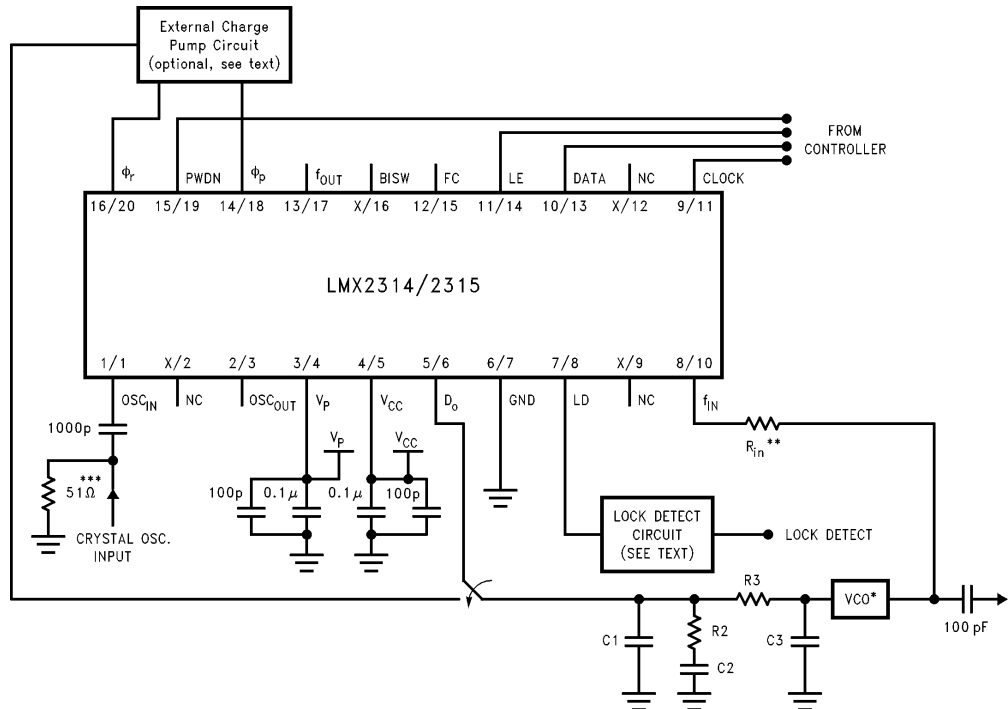 External Charge
Pump Circuit
(optional, see text)
FROM
CONTROLLER
ϕr PWDN ϕp fOUT BISW FC LE DATA NC CLOCK
16/20 15/19 14/18 13/17 X/16 12/15 11/14 10/13 X/12 9/11
LMX2314/2315
1/1 X/2 2/3 3/4 4/5 5/6 6/7 7/8 X/9 8/10
OSCIN NC OSCOUT VP VCC Do GND LD NC fIN
1000p
VP VCC
Rin**
51Ω***
100p 0.1μ 0.1μ 100p
CRYSTAL OSC.
INPUT
LOCK DETECT
CIRCUIT
(SEE TEXT)
LOCK DETECT
R3
VCO*
100 pF
C1 R2 C3
C2